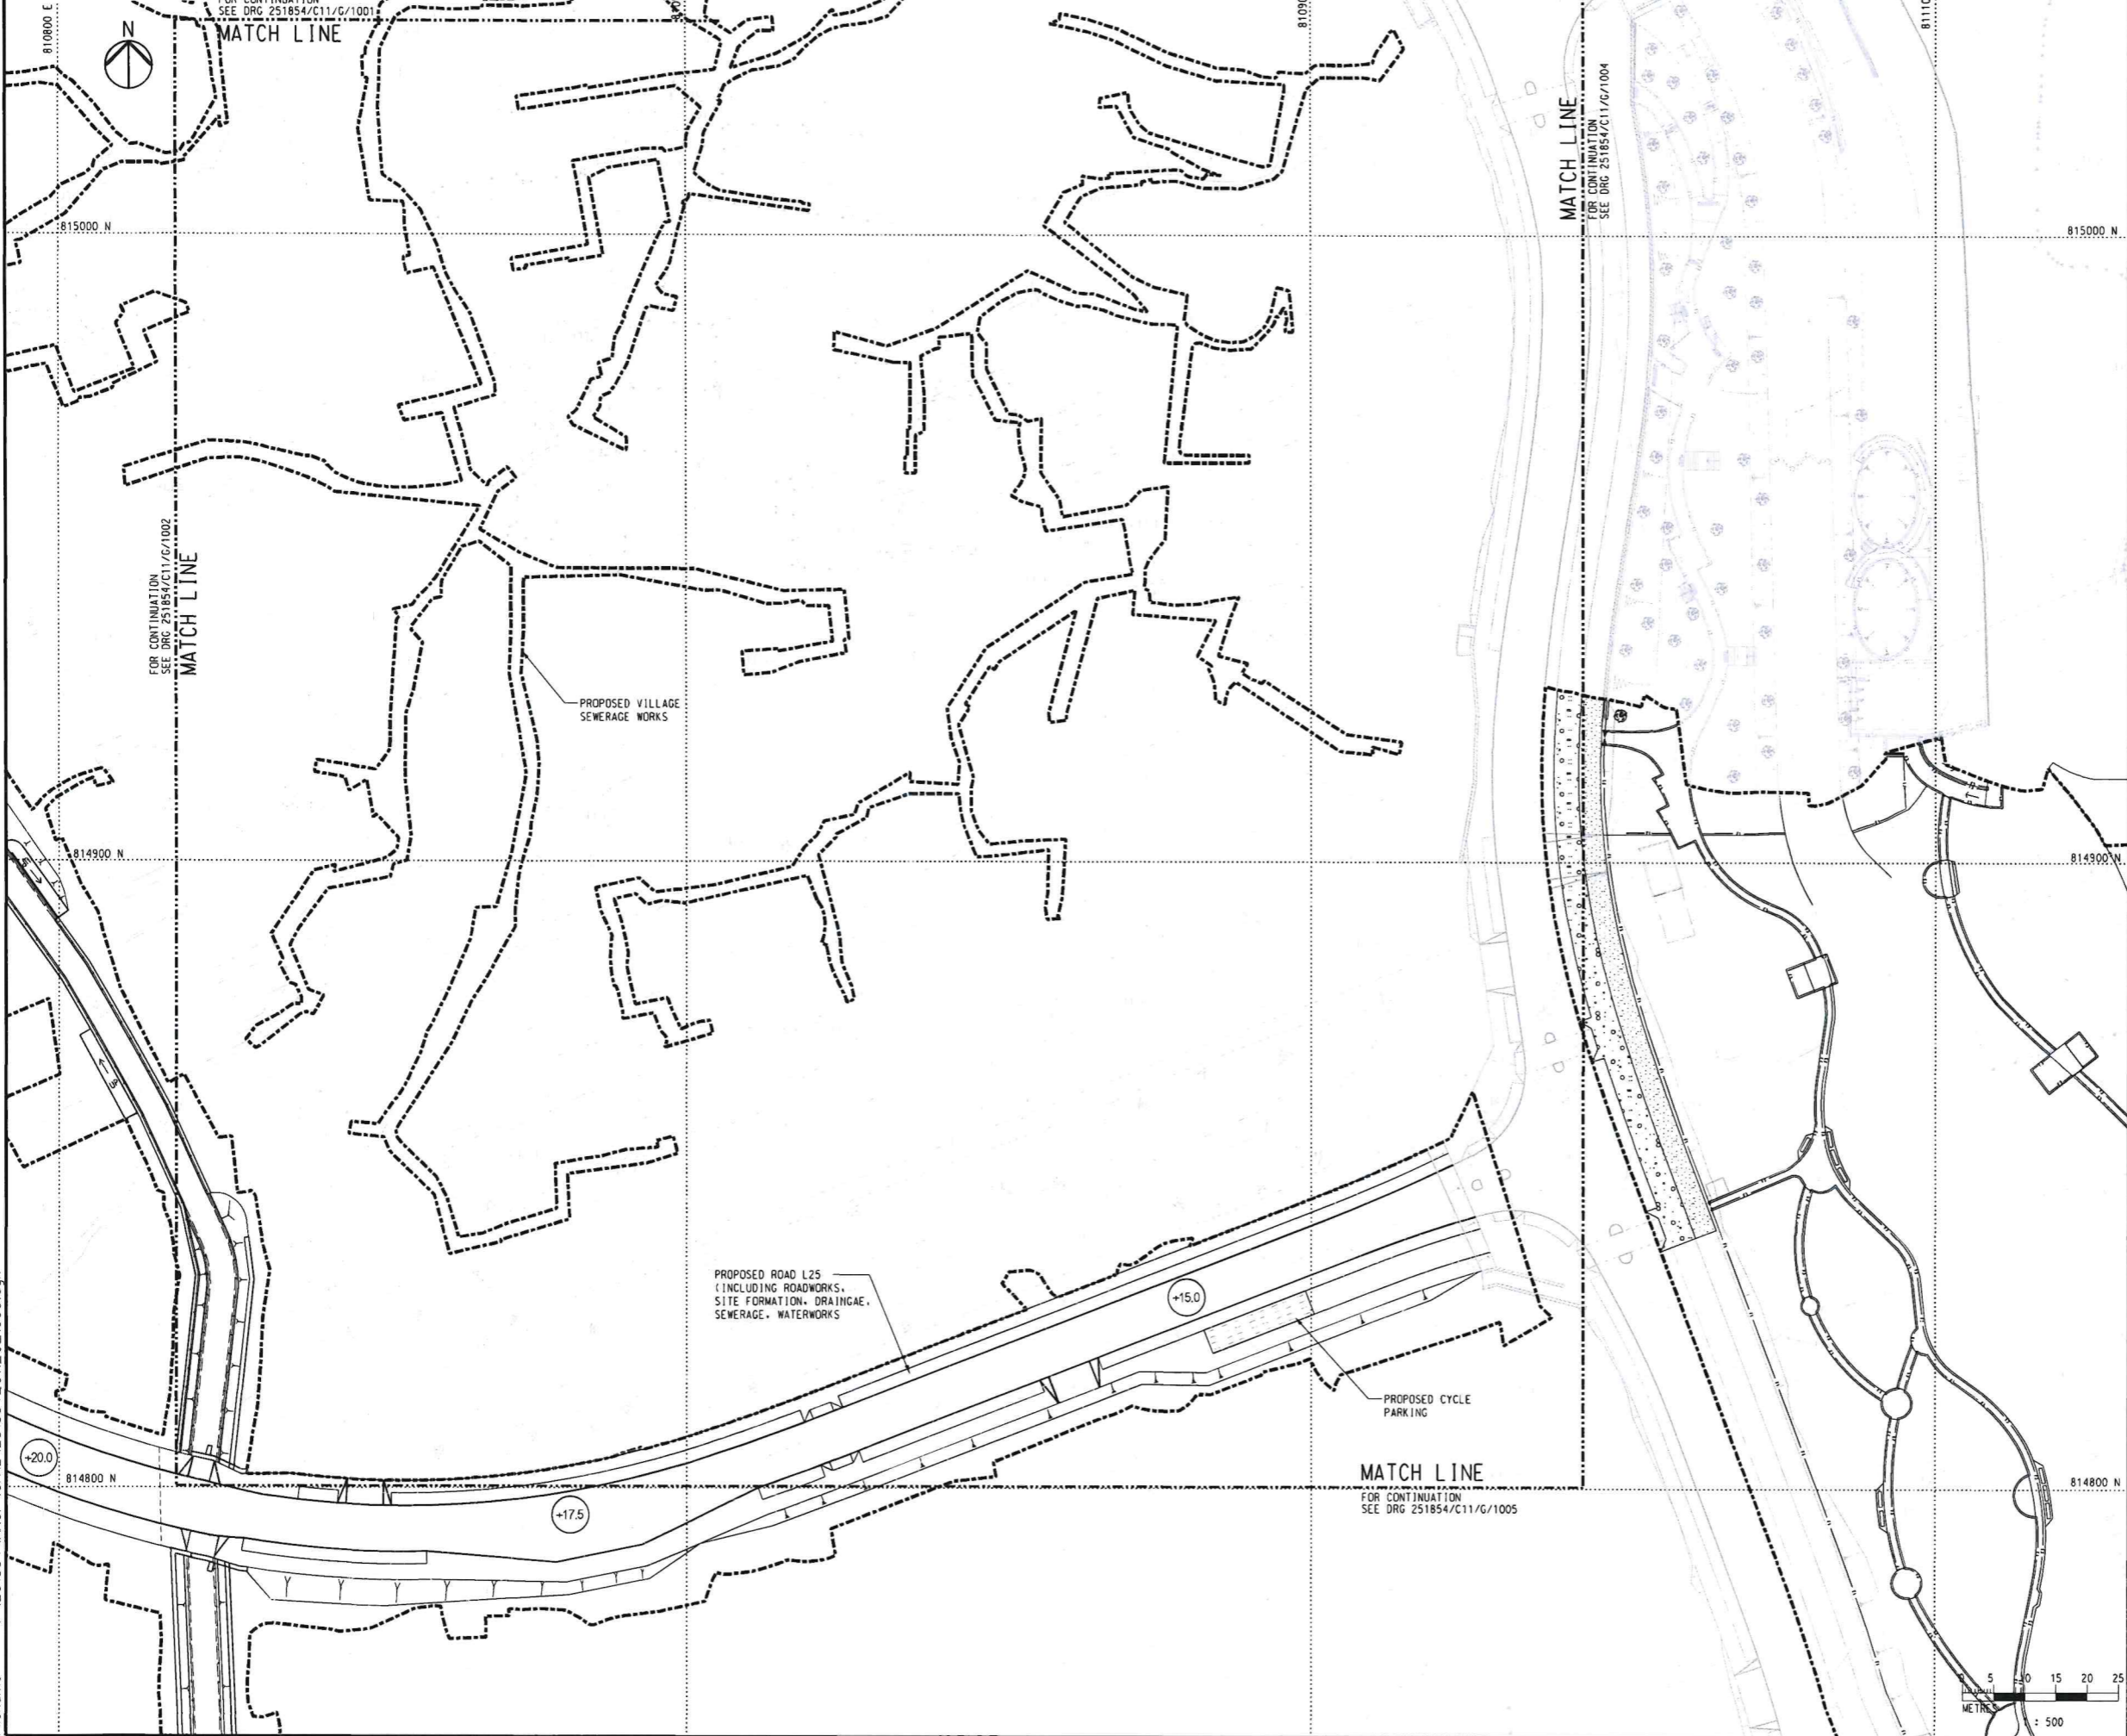 SEE DRG 251854/C11/G/1001
MATCH LINE
810800 E
N
MATCH LINE
FOR CONTINUATION
SEE DRG 251854/C11/G/1004
815000 N
815000 N
FOR CONTINUATION
SEE DRG 251854/C11/G/1002
MATCH LINE
PROPOSED VILLAGE
SEWERAGE WORKS
814900 N
814900 N
PROPOSED ROAD L25
(INCLUDING ROADWORKS,
SITE FORMATION, DRAINGAE,
SEWERAGE, WATERWORKS
+15.0
PROPOSED CYCLE
PARKING
+20.0
814800 N
+17.5
MATCH LINE
FOR CONTINUATION
SEE DRG 251854/C11/G/1005
814800 N
5 10 15 20 25
METRES
: 500